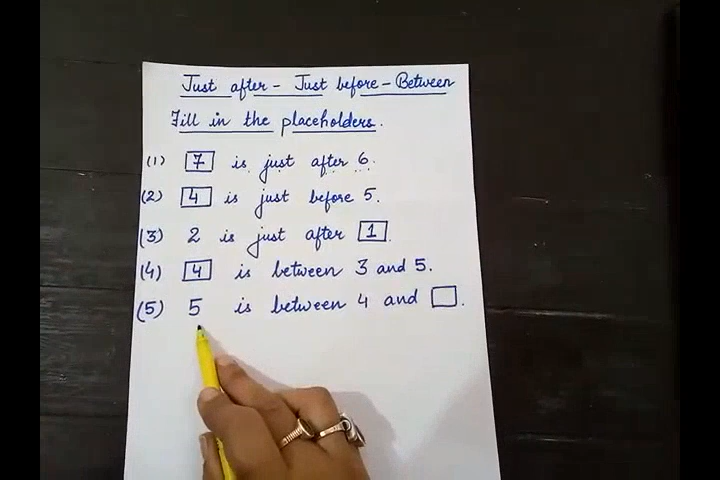 Just after - Just before - Between
Fill in the placeholders.
(1) 7 is just after 6.
(2) 4 is just before 5.
(3) 2 is just after 1.
(4) 4 is between 3 and 5.
(5) 5 is between 4 and □.